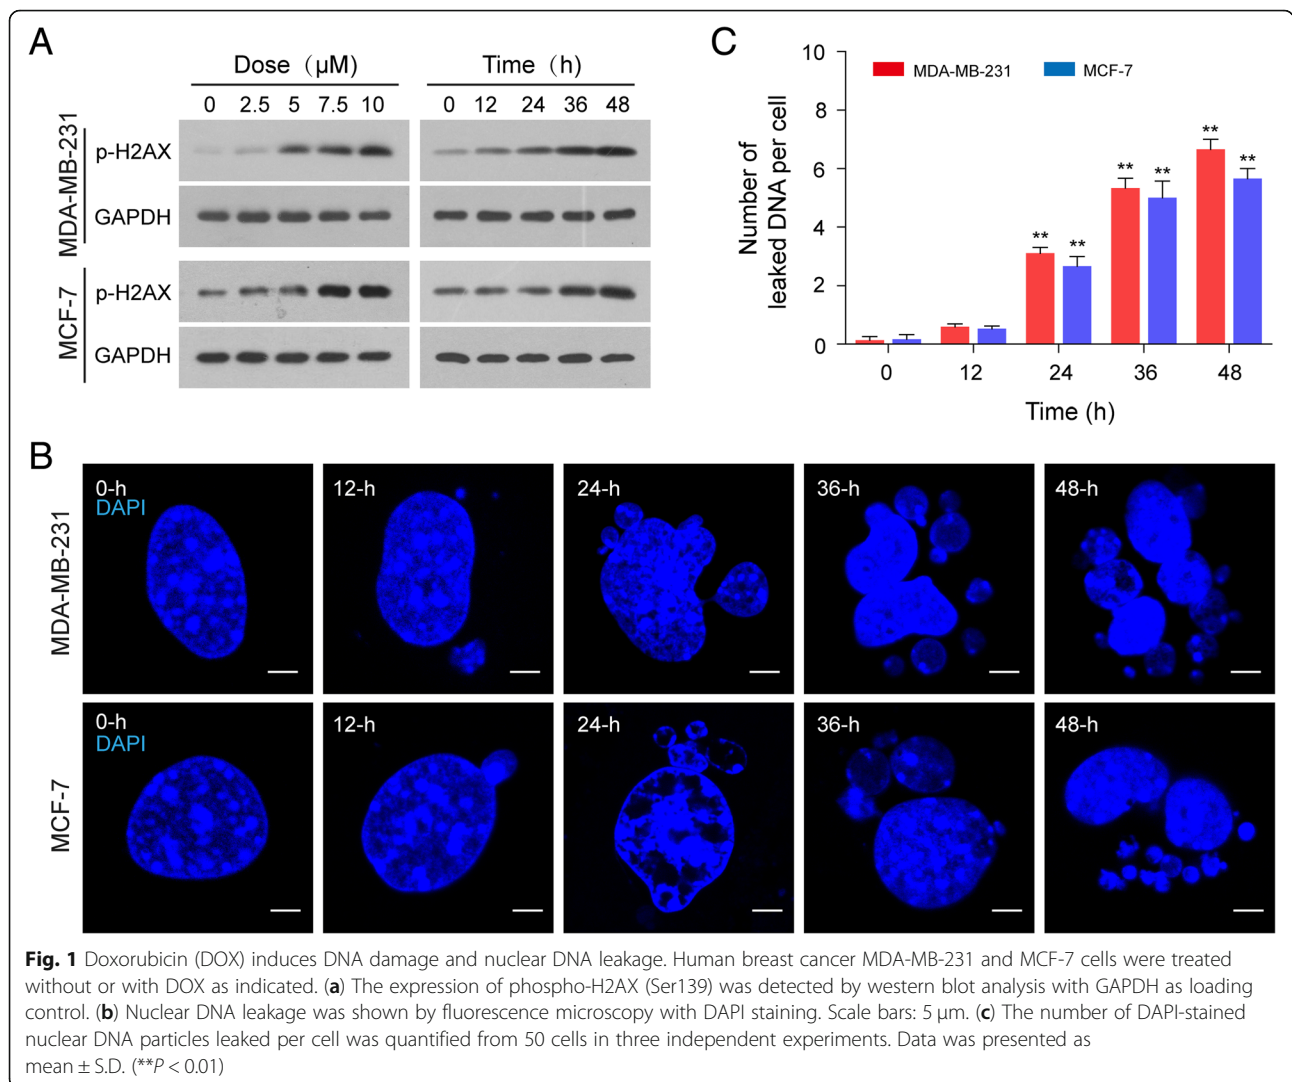 A
Dose (μM)
Time (h)
0 2.5 5 7.5 10
0 12 24 36 48
MDA-MB-231
p-H2AX
GAPDH
MCF-7
p-H2AX
GAPDH
C
Number of
leaked DNA per cell
10
8
6
4
2
0
MDA-MB-231
MCF-7
** **
** **
** **
0 12 24 36 48
Time (h)
B
MDA-MB-231
0-h
DAPI
12-h
24-h
36-h
48-h
MCF-7
0-h
DAPI
12-h
24-h
36-h
48-h
Fig. 1 Doxorubicin (DOX) induces DNA damage and nuclear DNA leakage. Human breast cancer MDA-MB-231 and MCF-7 cells were treated
without or with DOX as indicated. (a) The expression of phospho-H2AX (Ser139) was detected by western blot analysis with GAPDH as loading
control. (b) Nuclear DNA leakage was shown by fluorescence microscopy with DAPI staining. Scale bars: 5 μm. (c) The number of DAPI-stained
nuclear DNA particles leaked per cell was quantified from 50 cells in three independent experiments. Data was presented as
mean ± S.D. (**P < 0.01)